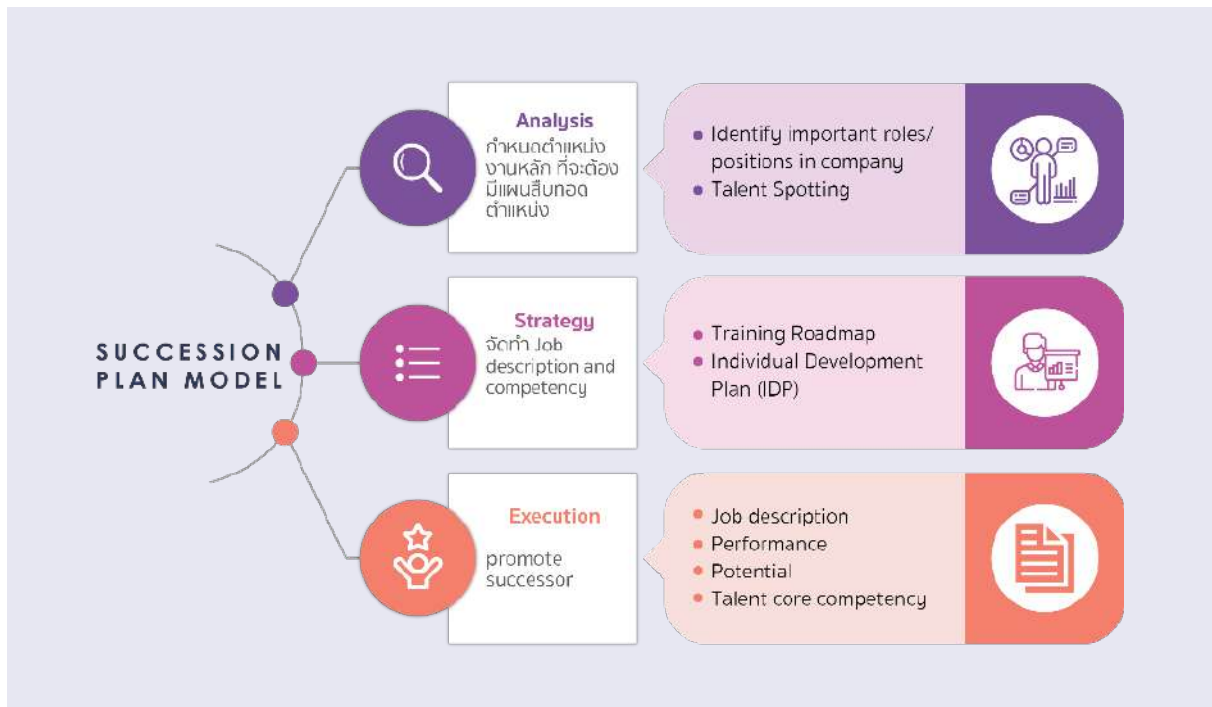 SUCCESSION
PLAN MODEL
Analysis
กำหนดตำแหน่ง
งานหลัก ที่จะต้อง
มีแผนสืบทอด
ตำแหน่ง
Identify important roles/
positions in company
Talent Spotting
Strategy
จัดทำ Job
description and
competency
Training Roadmap
Individual Development
Plan (IDP)
Execution
promote
successor
Job description
Performance
Potential
Talent core competency